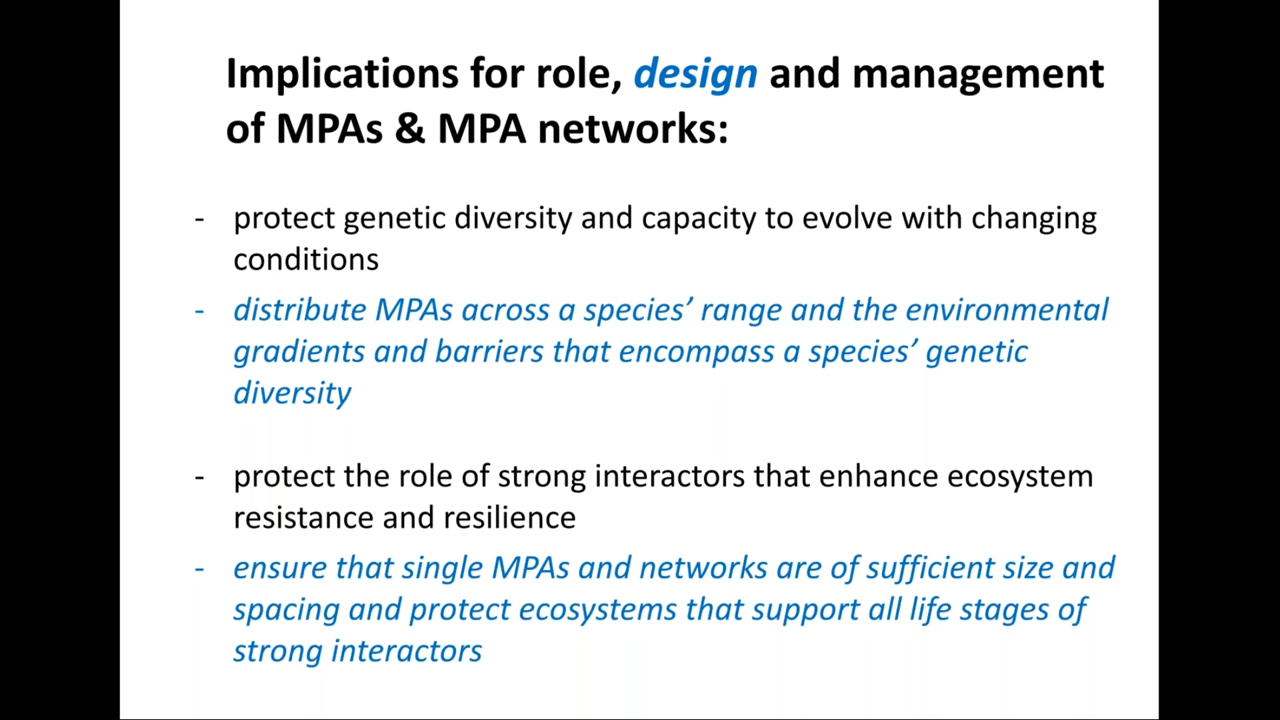 Implications for role, design and management
of MPAs & MPA networks:
- protect genetic diversity and capacity to evolve with changing
conditions
- distribute MPAs across a species’ range and the environmental
gradients and barriers that encompass a species’ genetic
diversity
- protect the role of strong interactors that enhance ecosystem
resistance and resilience
- ensure that single MPAs and networks are of sufficient size and
spacing and protect ecosystems that support all life stages of
strong interactors